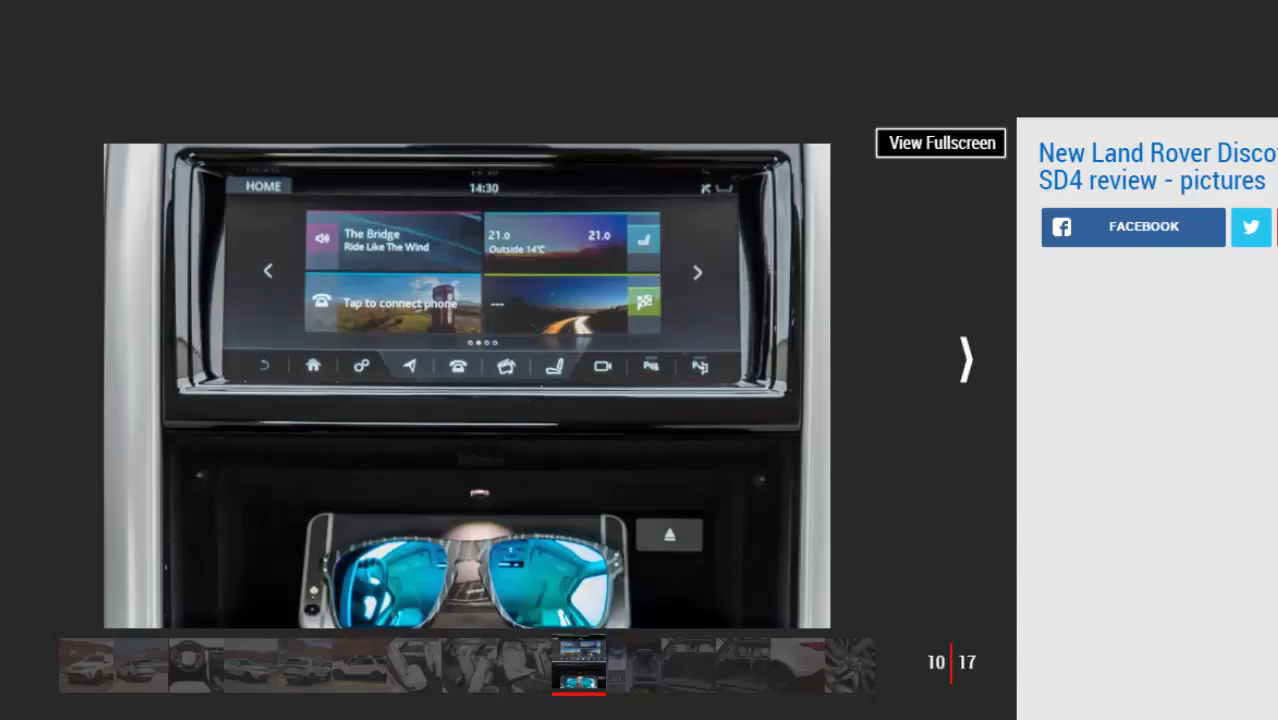 View Fullscreen
New Land Rover Disco
SD4 review - pictures
FACEBOOK
HOME
14:30
The Bridge
Ride Like The Wind
21.0
21.0
Outside 14°C
Tap to connect phone
---
10 | 17